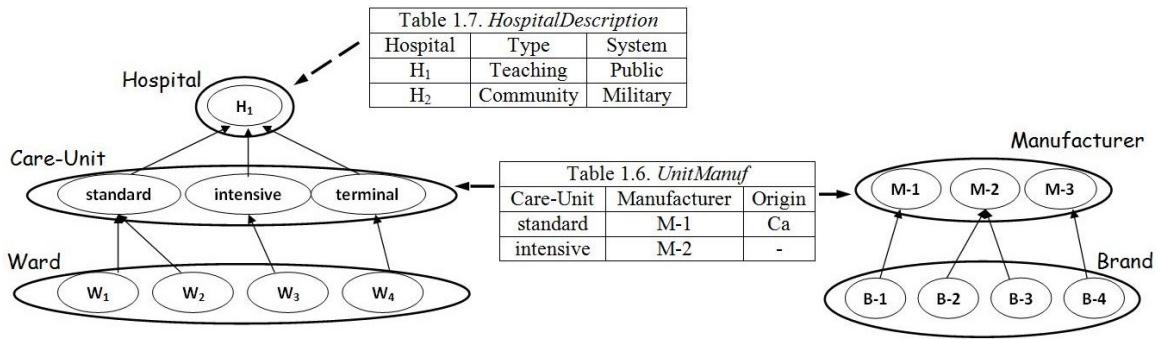 Table 1.7. HospitalDescription
Hospital Type System
H₁ Teaching Public
H₂ Community Military
Hospital
H₁
Care-Unit
standard intensive terminal
Ward
W₁ W₂ W₃ W₄
Table 1.6. UnitManuf
Care-Unit Manufacturer Origin
standard M-1 Ca
intensive M-2 -
Manufacturer
M-1 M-2 M-3
Brand
B-1 B-2 B-3 B-4